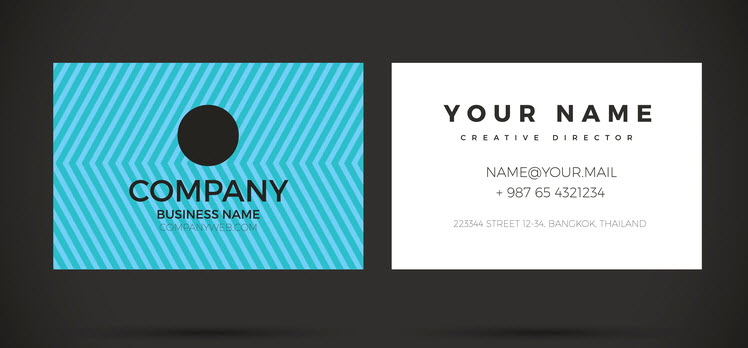 COMPANY
BUSINESS NAME
COMPANYWEB.COM
YOUR NAME
CREATIVE DIRECTOR
NAME@YOUR.MAIL
+ 987 65 4321234
223344 STREET 12-34. BANGKOK, THAILAND